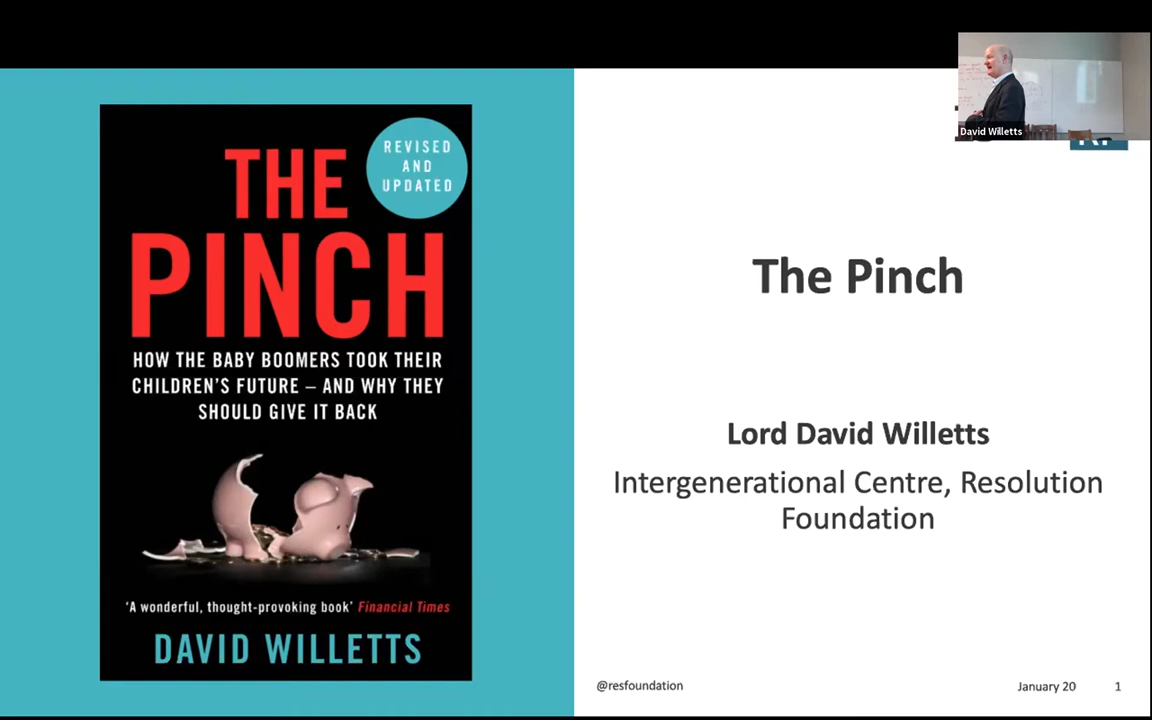 THE
PINCH
REVISED
AND
UPDATED
HOW THE BABY BOOMERS TOOK THEIR
CHILDREN'S FUTURE – AND WHY THEY
SHOULD GIVE IT BACK
'A wonderful, thought-provoking book' Financial Times
DAVID WILLETTS
David Willetts
The Pinch
Lord David Willetts
Intergenerational Centre, Resolution
Foundation
@resfoundation
January 20
1